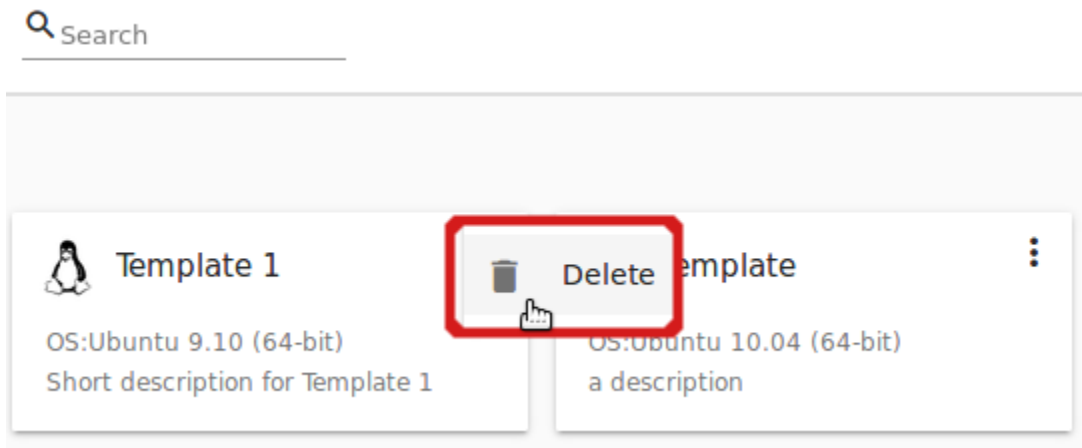 Search
Template 1
Delete
emplate
OS:Ubuntu 9.10 (64-bit)
OS:Ubuntu 10.04 (64-bit)
Short description for Template 1
a description